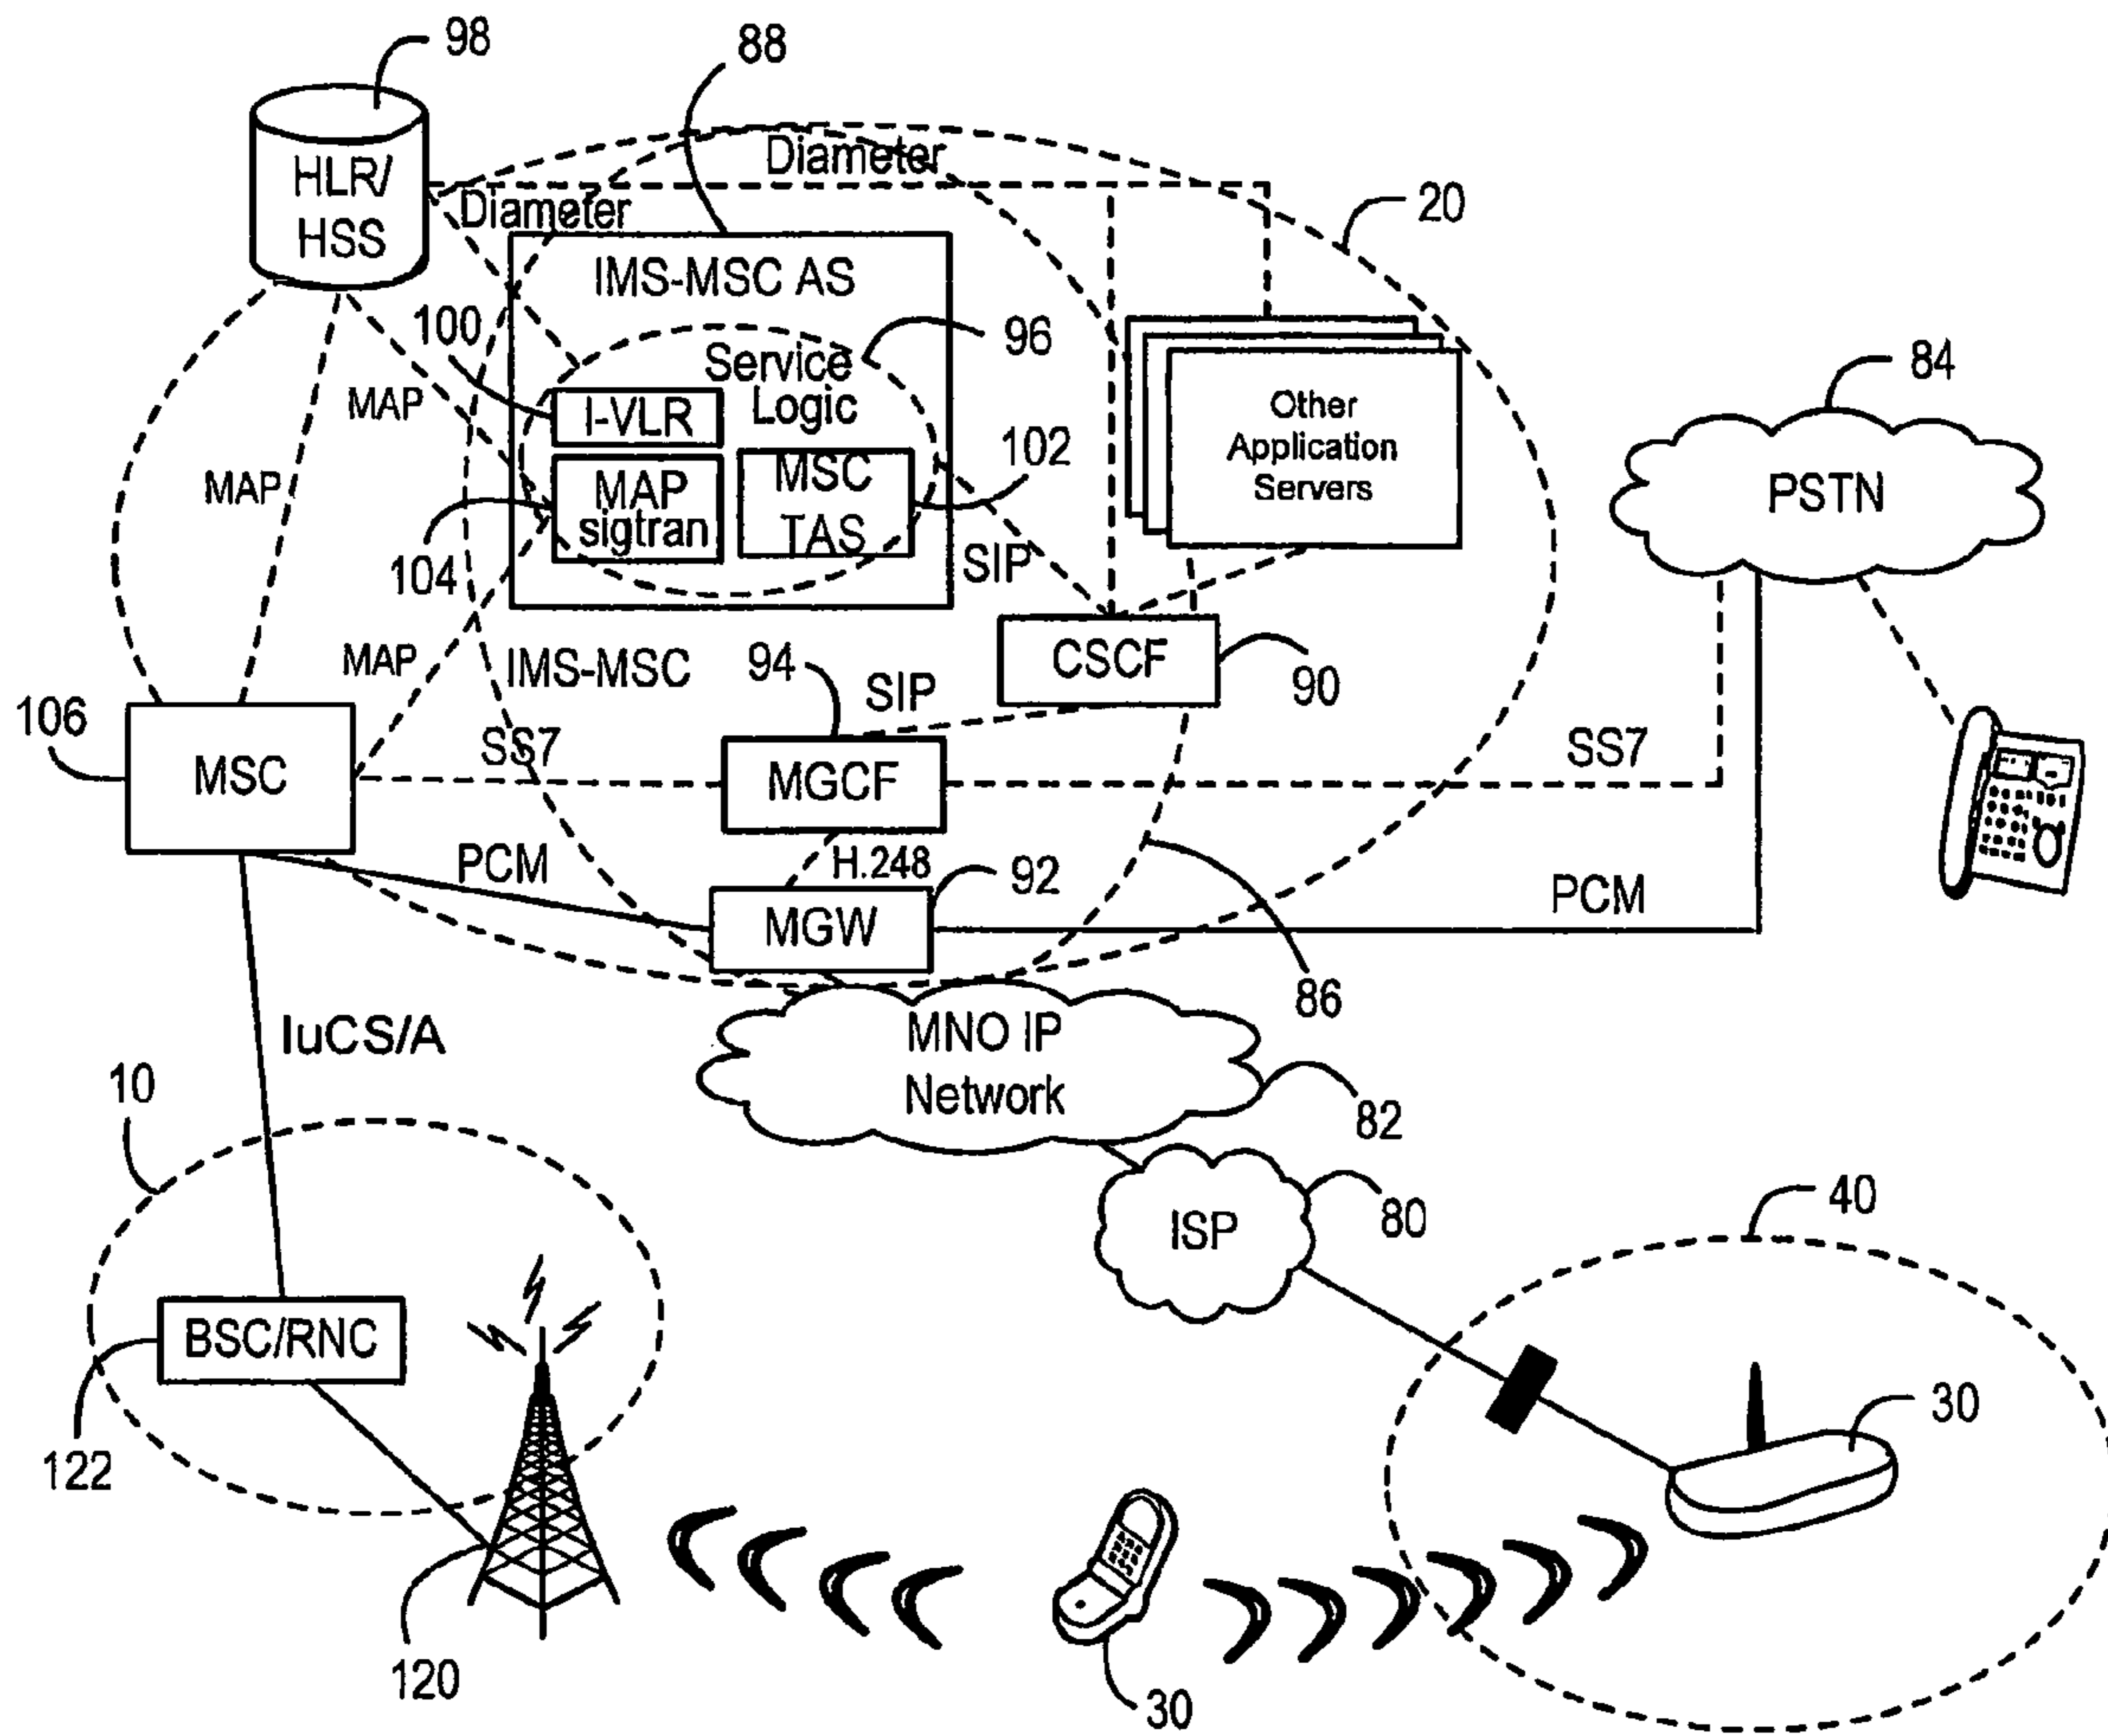 98
88
Diameter
HLR/
HSS
Diameter
20
IMS-MSC AS
100
96
Service
Logic
84
MAP
I-VLR
Other
Application
Servers
102
MSC
TAS
PSTN
MAP
MAP
sigtran
SIP
104
MAP
IMS-MSC
94
SIP
CSCF
90
106
MSC
SS7
MGCF
SS7
PCM
H.248
92
MGW
PCM
86
IuCS/A
MNO IP
Network
10
82
ISP
80
40
BSC/RNC
30
122
120
30